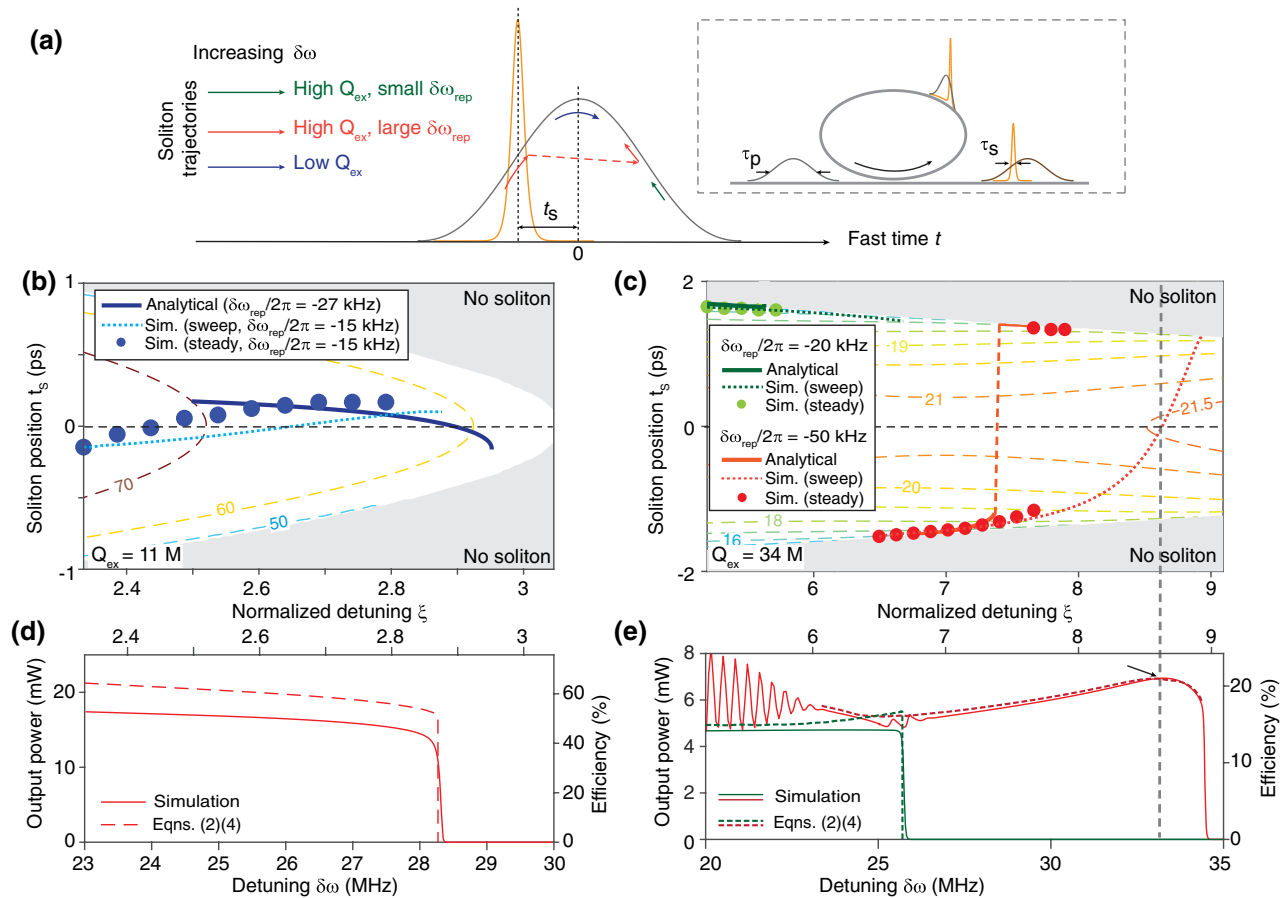 (a)
Increasing δω
Soliton trajectories
High Q_ex, small δω_rep
High Q_ex, large δω_rep
Low Q_ex
t_s
0
Fast time t
τ_p
τ_s
(b)
Soliton position t_s (ps)
1
0
-1
Analytical (δω_rep/2π = -27 kHz)
Sim. (sweep, δω_rep/2π = -15 kHz)
Sim. (steady, δω_rep/2π = -15 kHz)
No soliton
70
60
50
Q_ex = 11 M
No soliton
2.4
2.5
2.6
2.7
2.8
2.9
3
Normalized detuning ξ
(c)
Soliton position t_s (ps)
2
0
-2
No soliton
δω_rep/2π = -20 kHz
Analytical
Sim. (sweep)
Sim. (steady)
δω_rep/2π = -50 kHz
Analytical
Sim. (sweep)
Sim. (steady)
19
21
21.5
20
18
16
Q_ex = 34 M
No soliton
6
7
8
9
Normalized detuning ξ
(d)
2.4
2.5
2.6
2.7
2.8
2.9
3
Output power (mW)
20
10
0
Efficiency (%)
60
40
20
0
Simulation
Eqns. (2)(4)
23
24
25
26
27
28
29
30
Detuning δω (MHz)
(e)
6
7
8
9
Output power (mW)
8
6
4
2
0
Efficiency (%)
20
10
0
Simulation
Eqns. (2)(4)
20
25
30
35
Detuning δω (MHz)